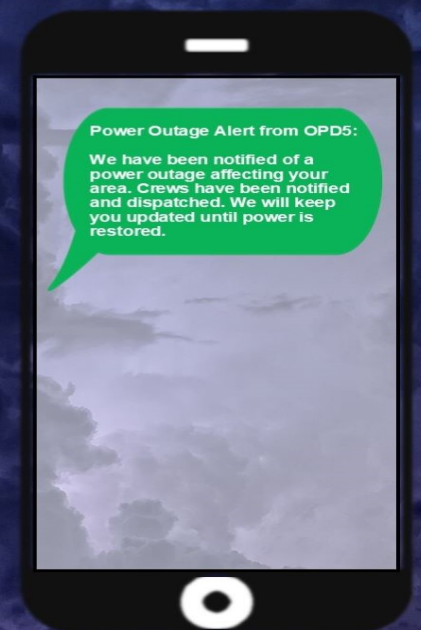 Power Outage Alert from OPD5:
We have been notified of a
power outage affecting your
area. Crews have been notified
and dispatched. We will keep
you updated until power is
restored.